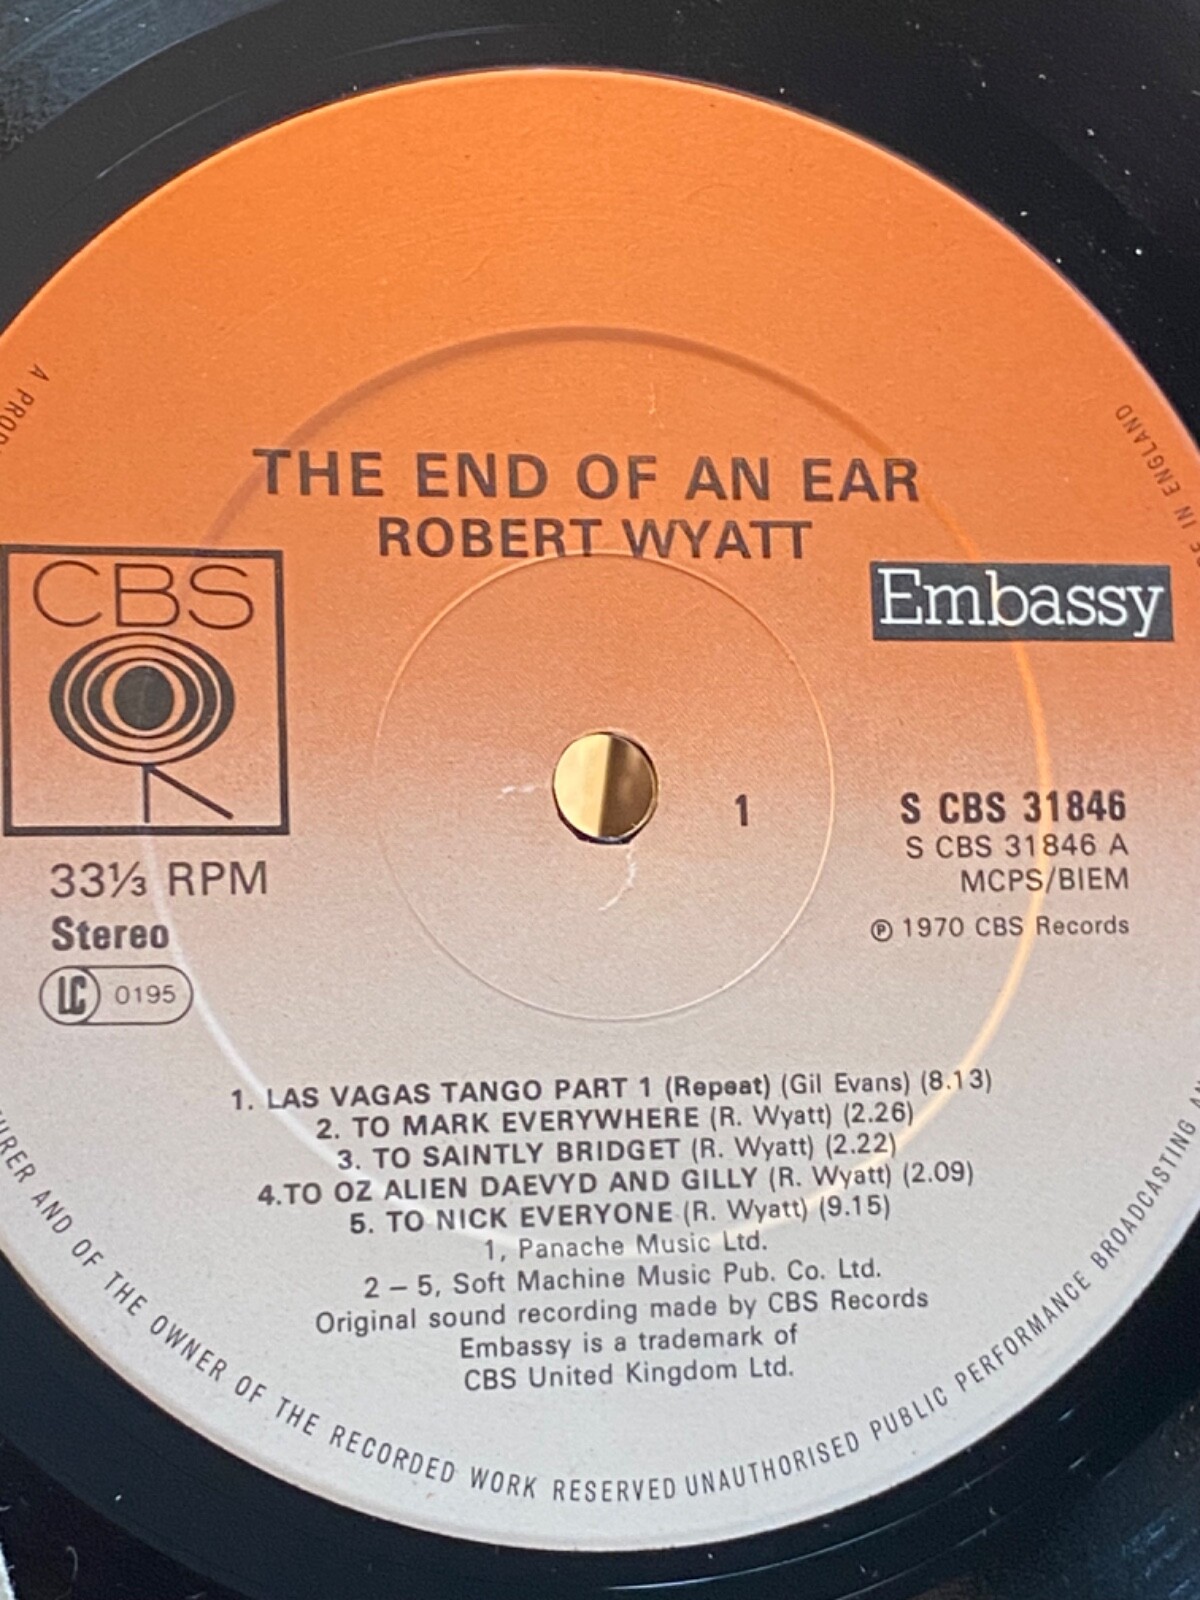 THE END OF AN EAR
ROBERT WYATT
CBS
Embassy
33⅓ RPM
Stereo
LC 0195
1
S CBS 31846
S CBS 31846 A
MCPS/BIEM
℗ 1970 CBS Records
1. LAS VAGAS TANGO PART 1 (Repeat) (Gil Evans) (8.13)
2. TO MARK EVERYWHERE (R. Wyatt) (2.26)
3. TO SAINTLY BRIDGET (R. Wyatt) (2.22)
4.TO OZ ALIEN DAEVYD AND GILLY (R. Wyatt) (2.09)
5. TO NICK EVERYONE (R. Wyatt) (9.15)
1, Panache Music Ltd.
2 – 5, Soft Machine Music Pub. Co. Ltd.
Original sound recording made by CBS Records
Embassy is a trademark of
CBS United Kingdom Ltd.
A
IN ENGLAND
AND OF THE OWNER OF THE RECORDED WORK RESERVED UNAUTHORISED PUBLIC PERFORMANCE BROADCASTING